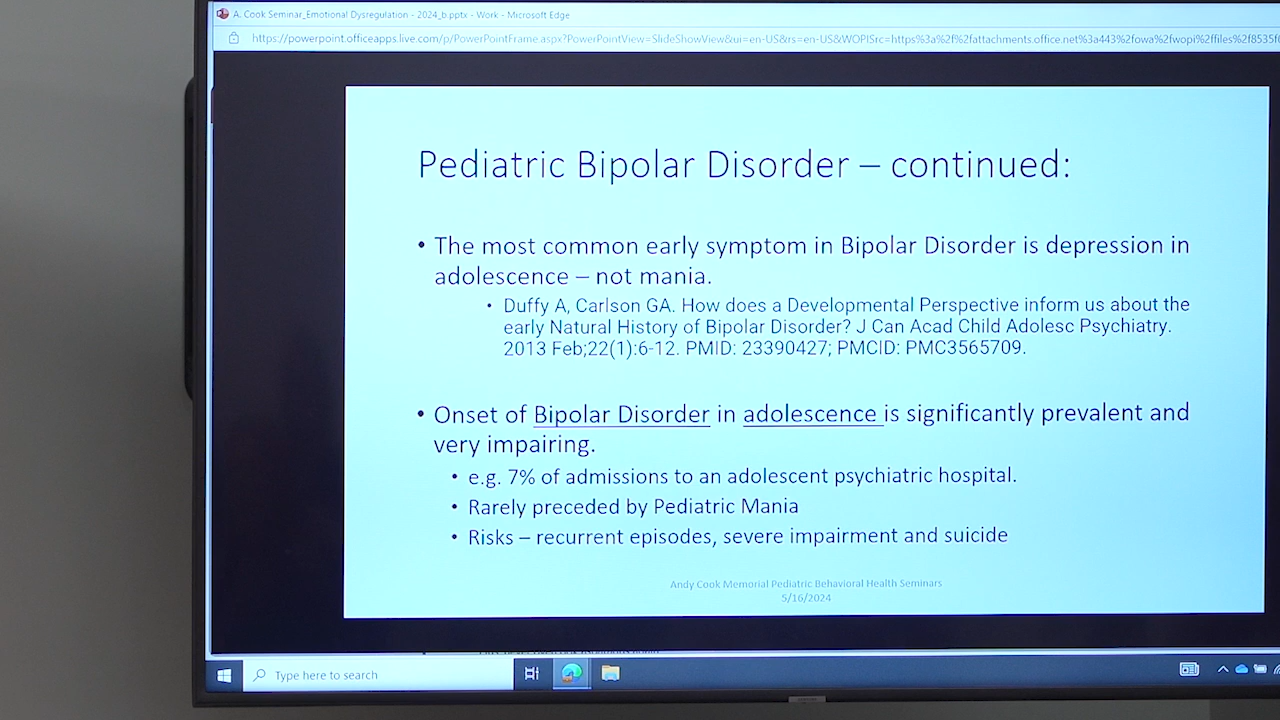 A. Cook Seminar_Emotional Dysregulation - 2024_b.pptx - Work - Microsoft Edge
https://powerpoint.officeapps.live.com/p/PowerPointFrame.aspx?PowerPointView=SlideShowView&ui=en-US&rs=en-US&WOPISrc=https%3a%2f%2fattachments.office.net%3a443%2fowa%2fwopi%2ffiles%2f8535f
Pediatric Bipolar Disorder – continued:
• The most common early symptom in Bipolar Disorder is depression in
adolescence – not mania.
• Duffy A, Carlson GA. How does a Developmental Perspective inform us about the
early Natural History of Bipolar Disorder? J Can Acad Child Adolesc Psychiatry.
2013 Feb;22(1):6-12. PMID: 23390427; PMCID: PMC3565709.
• Onset of Bipolar Disorder in adolescence is significantly prevalent and
very impairing.
• e.g. 7% of admissions to an adolescent psychiatric hospital.
• Rarely preceded by Pediatric Mania
• Risks – recurrent episodes, severe impairment and suicide
Andy Cook Memorial Pediatric Behavioral Health Seminars
5/16/2024
Type here to search